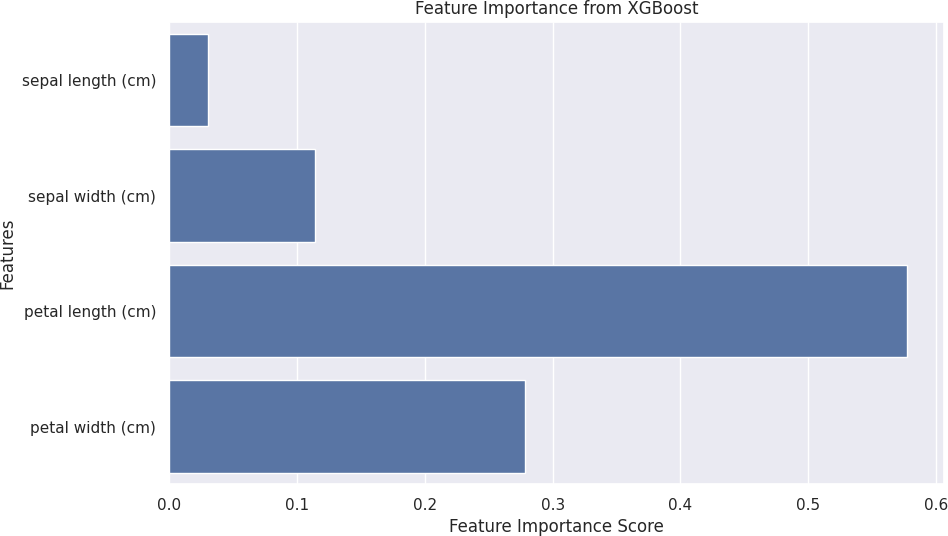 Feature Importance from XGBoost
sepal length (cm)
sepal width (cm)
petal length (cm)
petal width (cm)
Features
0.0 0.1 0.2 0.3 0.4 0.5 0.6
Feature Importance Score